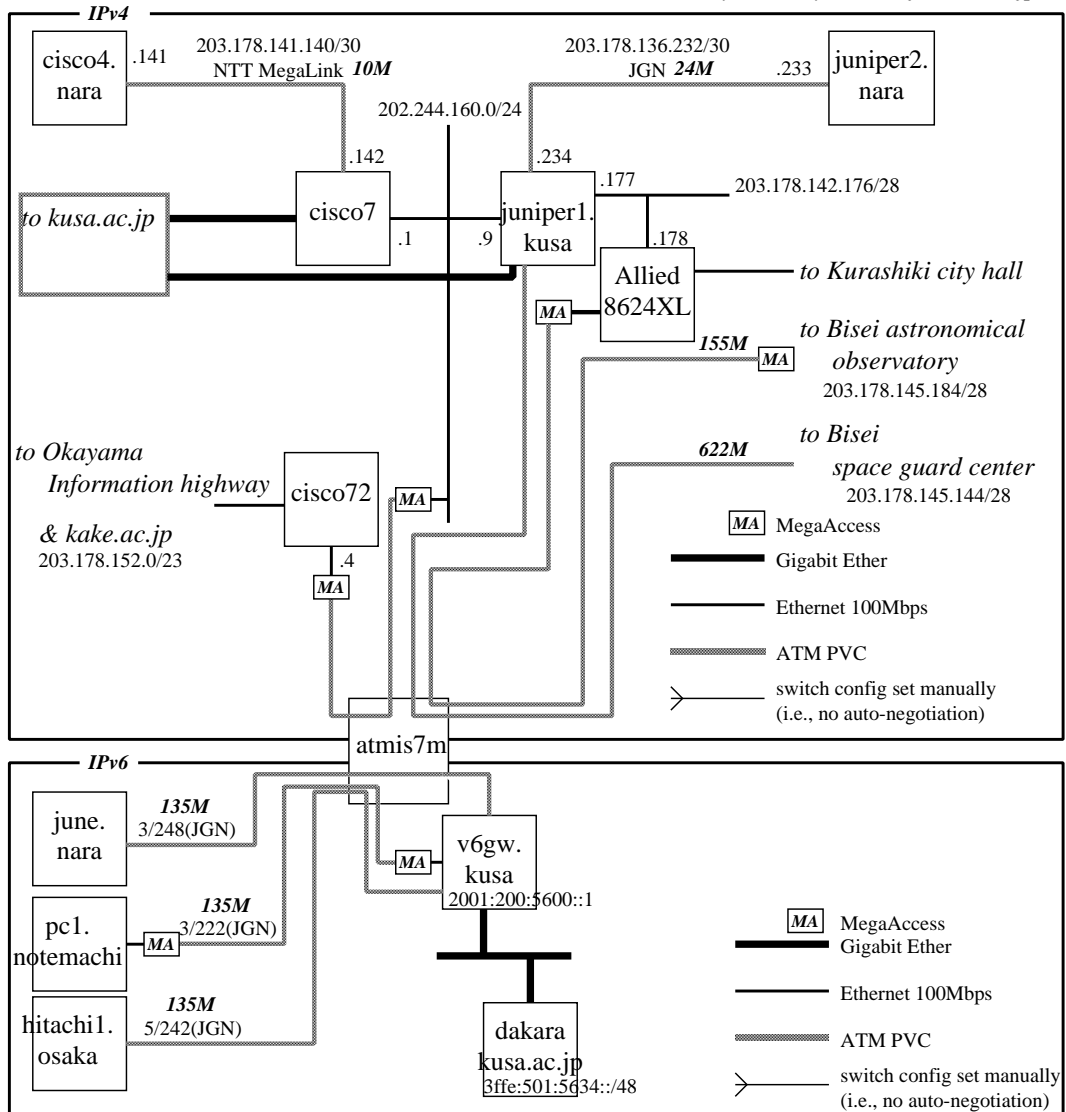 IPv4
cisco4.
nara
.141
203.178.141.140/30
NTT MegaLink 10M
203.178.136.232/30
JGN 24M
.233
juniper2.
nara
202.244.160.0/24
.142
.234
.177
203.178.142.176/28
to kusa.ac.jp
cisco7
.1
.9
juniper1.
kusa
.178
Allied
8624XL
to Kurashiki city hall
MA
155M
MA
to Bisei astronomical
observatory
203.178.145.184/28
to Bisei
space guard center
203.178.145.144/28
622M
to Okayama
Information highway
& kake.ac.jp
203.178.152.0/23
cisco72
MA
.4
MA
MA MegaAccess
Gigabit Ether
Ethernet 100Mbps
ATM PVC
switch config set manually
(i.e., no auto-negotiation)
atmis7m
IPv6
june.
nara
135M
3/248(JGN)
pc1.
notemachi
MA
135M
3/222(JGN)
hitachi1.
osaka
135M
5/242(JGN)
MA
v6gw.
kusa
2001:200:5600::1
dakara
kusa.ac.jp
3ffe:501:5634::/48
MA MegaAccess
Gigabit Ether
Ethernet 100Mbps
ATM PVC
switch config set manually
(i.e., no auto-negotiation)